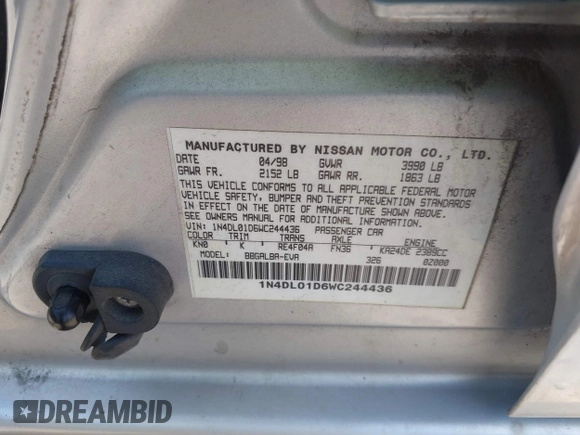 MANUFACTURED BY NISSAN MOTOR CO., LTD.
DATE 04/98 GVWR 3990 LB
GAWR FR. 2152 LB GAWR RR. 1863 LB
THIS VEHICLE CONFORMS TO ALL APPLICABLE FEDERAL MOTOR
VEHICLE SAFETY, BUMPER AND THEFT PREVENTION STANDARDS
IN EFFECT ON THE DATE OF MANUFACTURE SHOWN ABOVE.
SEE OWNERS MANUAL FOR ADDITIONAL INFORMATION.
VIN: 1N4DL01D6WC244436 PASSENGER CAR
COLOR TRIM TRANS AXLE ENGINE
KN0 K RE4F04A FN36 KA24DE 2389CC
MODEL: BBGALBA-EVA 326 02000
1N4DL01D6WC244436
DREAMBID